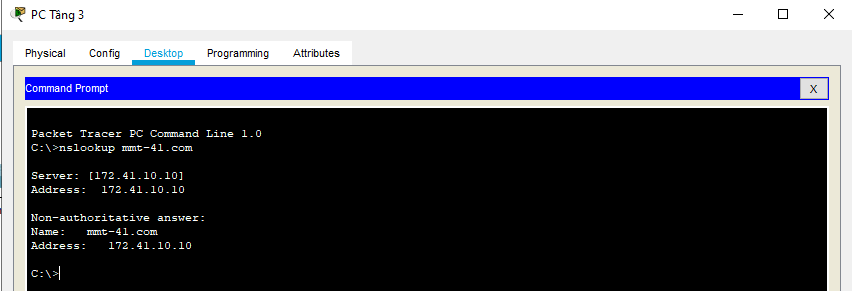 PC Tầng 3
Physical Config Desktop Programming Attributes
Command Prompt X
Packet Tracer PC Command Line 1.0
C:\>nslookup mmt-41.com
Server: [172.41.10.10]
Address:  172.41.10.10
Non-authoritative answer:
Name:   mmt-41.com
Address:   172.41.10.10
C:\>